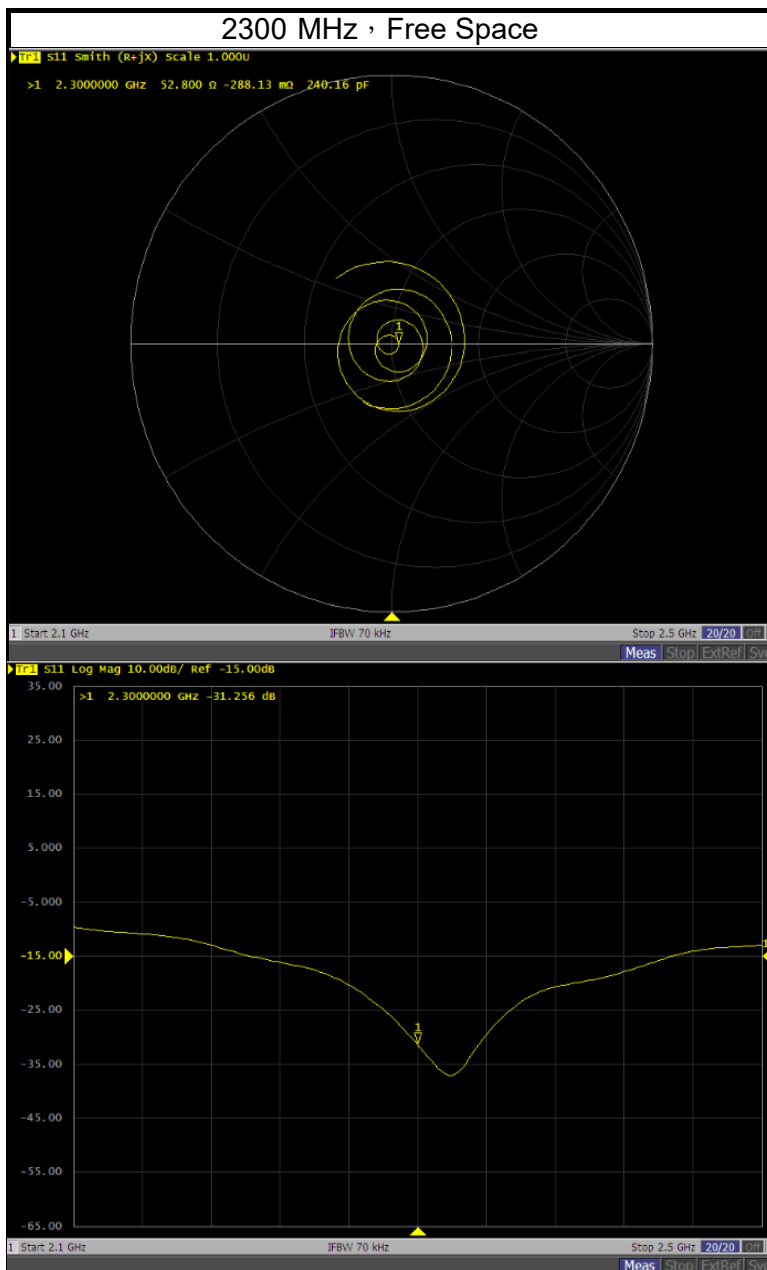 2300 MHz，Free Space
Tr1 S11 Smith (R+jX) Scale 1.000U
>1 2.3000000 GHz 52.800 Ω -288.13 mΩ 240.16 pF
1
1 Start 2.1 GHz IFBW 70 kHz Stop 2.5 GHz 20/20 Off
Meas Stop ExtRef Svc
Tr1 S11 Log Mag 10.00dB/ Ref -15.00dB
35.00
>1 2.3000000 GHz -31.256 dB
25.00
15.00
5.000
-5.000
-15.00
1
-25.00
1
-35.00
-45.00
-55.00
-65.00
1 Start 2.1 GHz IFBW 70 kHz Stop 2.5 GHz 20/20 Off
Meas Stop ExtRef